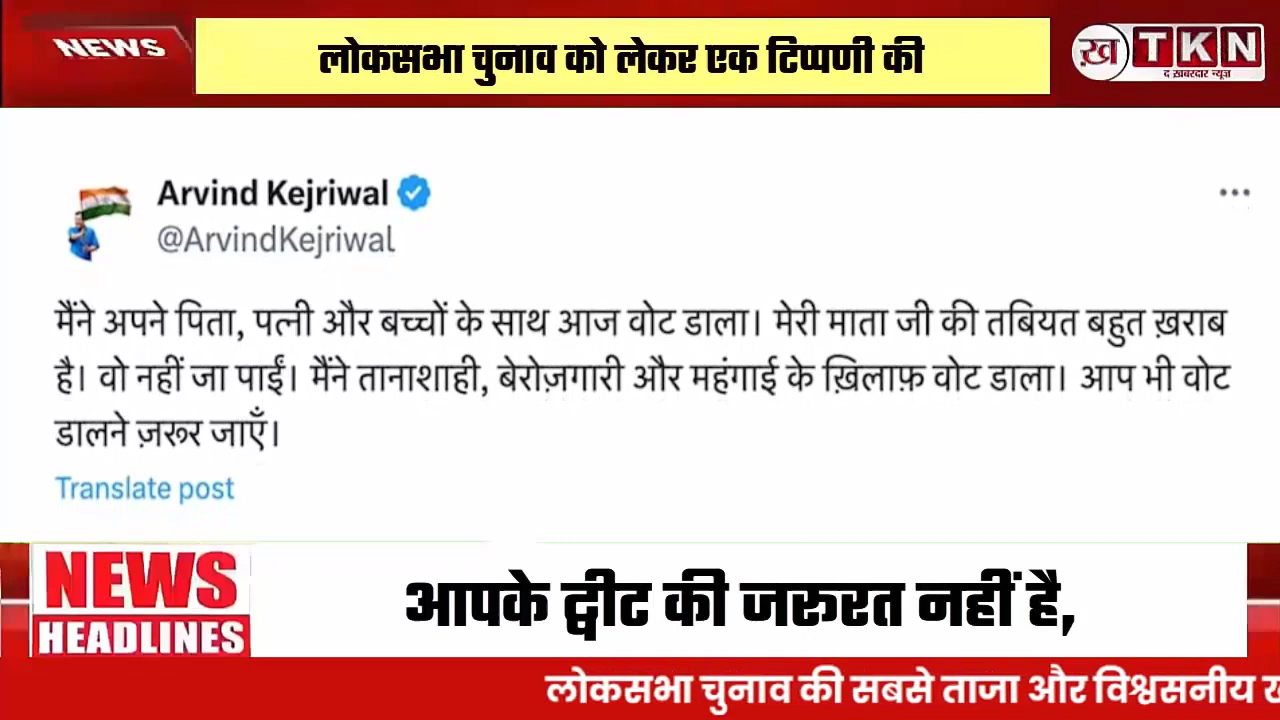 NEWS
लोकसभा चुनाव को लेकर एक टिप्पणी की
ख़ TKN
द ख़बरदार न्यूज़
Arvind Kejriwal
@ArvindKejriwal
मैंने अपने पिता, पत्नी और बच्चों के साथ आज वोट डाला। मेरी माता जी की तबियत बहुत ख़राब
है। वो नहीं जा पाईं। मैंने तानाशाही, बेरोज़गारी और महंगाई के ख़िलाफ़ वोट डाला। आप भी वोट
डालने ज़रूर जाएँ।
Translate post
NEWS
HEADLINES
आपके ट्वीट की जरूरत नहीं है,
लोकसभा चुनाव की सबसे ताजा और विश्वसनीय